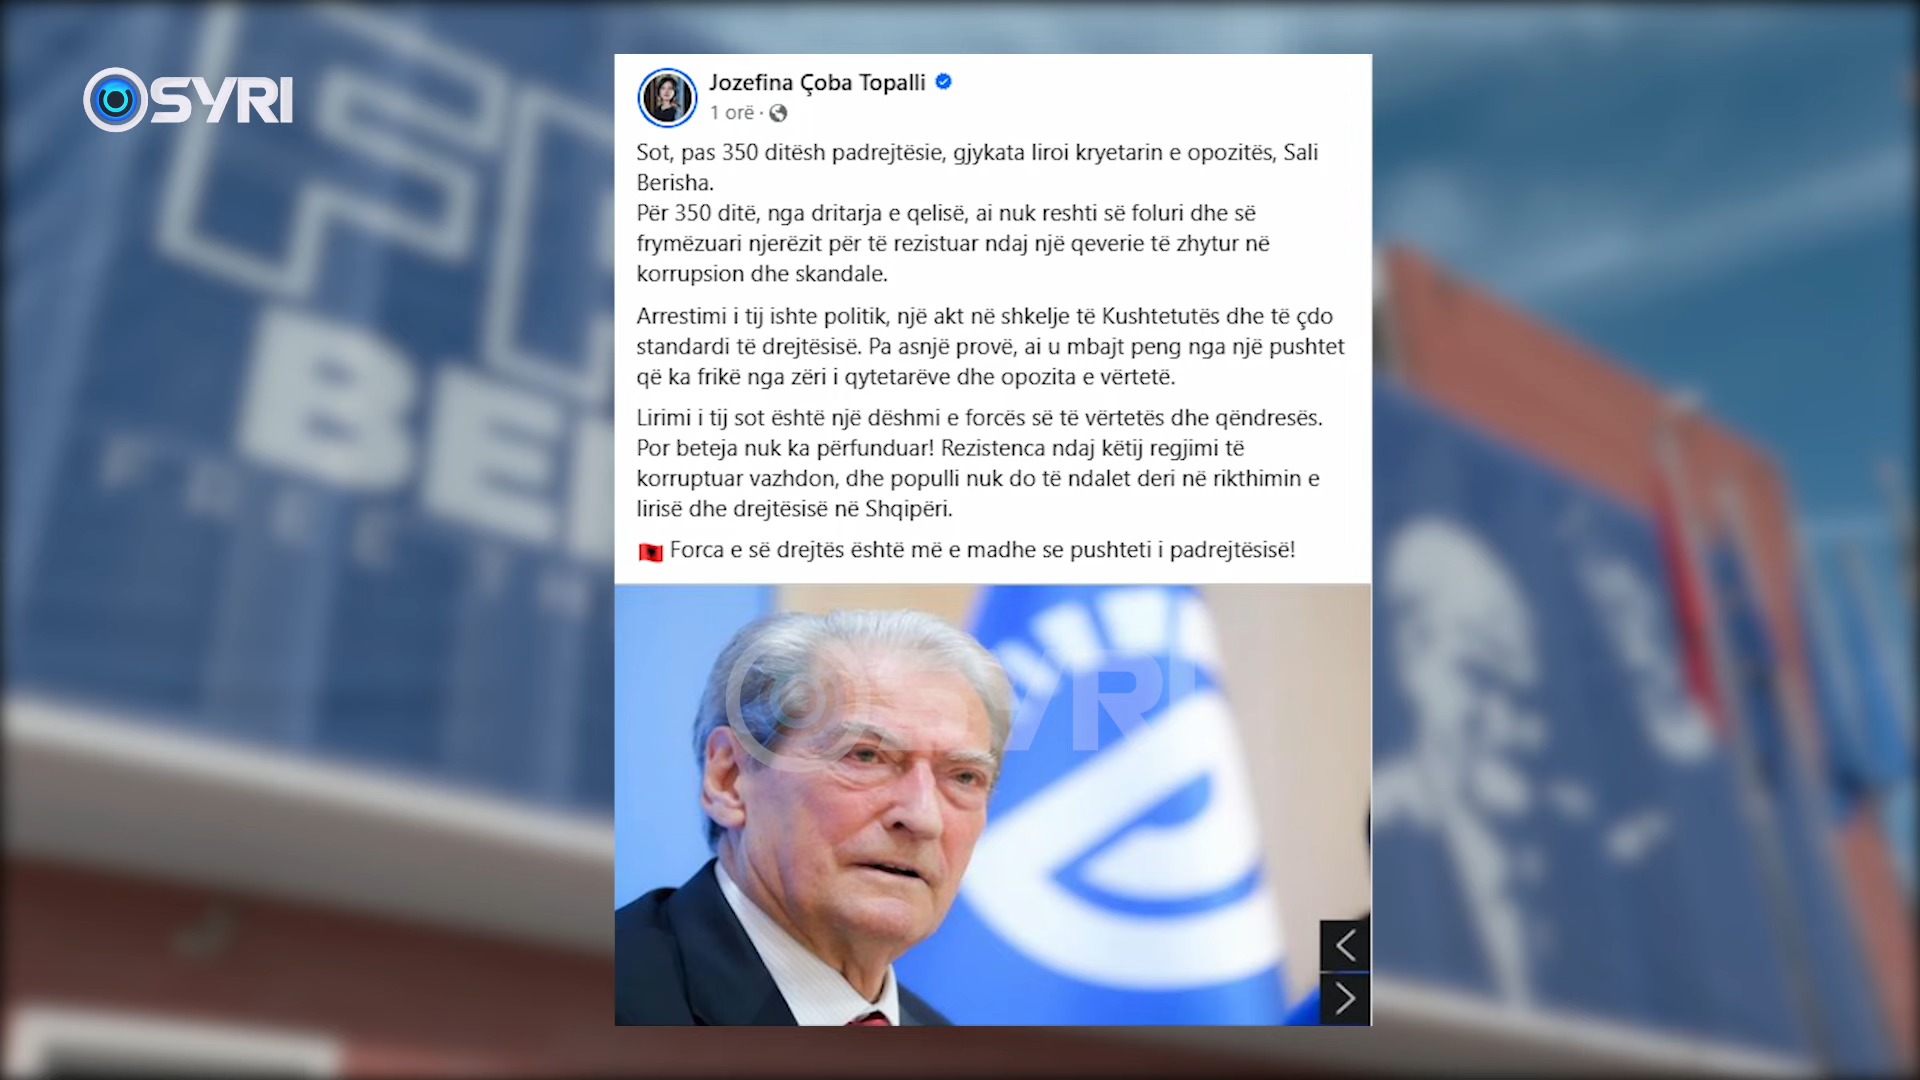 SYRI
Jozefina Çoba Topalli
1 orë ·
Sot, pas 350 ditësh padrejtësie, gjykata liroi kryetarin e opozitës, Sali
Berisha.
Për 350 ditë, nga dritarja e qelisë, ai nuk reshti së foluri dhe së
frymëzuari njerëzit për të rezistuar ndaj një qeverie të zhytur në
korrupsion dhe skandale.
Arrestimi i tij ishte politik, një akt në shkelje të Kushtetutës dhe të çdo
standardi të drejtësisë. Pa asnjë provë, ai u mbajt peng nga një pushtet
që ka frikë nga zëri i qytetarëve dhe opozita e vërtetë.
Lirimi i tij sot është një dëshmi e forcës së të vërtetës dhe qëndresës.
Por beteja nuk ka përfunduar! Rezistenca ndaj këtij regjimi të
korruptuar vazhdon, dhe populli nuk do të ndalet deri në rikthimin e
lirisë dhe drejtësisë në Shqipëri.
🇦🇱 Forca e së drejtës është më e madhe se pushteti i padrejtësisë!
SYRI